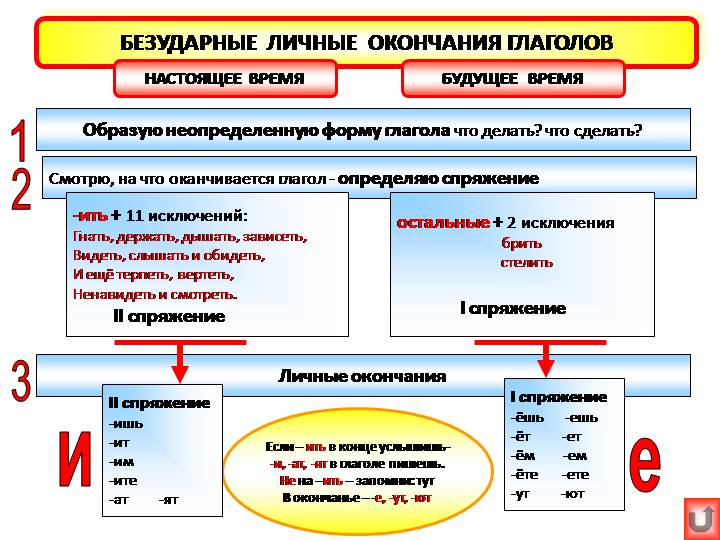 БЕЗУДАРНЫЕ ЛИЧНЫЕ ОКОНЧАНИЯ ГЛАГОЛОВ
НАСТОЯЩЕЕ ВРЕМЯ
БУДУЩЕЕ ВРЕМЯ
1
Образую неопределенную форму глагола что делать? что сделать?
2
Смотрю, на что оканчивается глагол - определяю спряжение
-ить + 11 исключений:
Гнать, держать, дышать, зависеть,
Видеть, слышать и обидеть,
И ещё терпеть, вертеть,
Ненавидеть и смотреть.
II спряжение
остальные + 2 исключения
брить
стелить
I спряжение
3
Личные окончания
и
II спряжение
-ишь
-ит
-им
-ите
-ат -ят
Если – ить в конце услышишь-
-и, -ат, -ят в глаголе пишешь.
Не на –ить – запомнис тут
В окончанье – -е, -ут, -ют
I спряжение
-ёшь -ешь
-ёт -ет
-ём -ем
-ёте -ете
-ут -ют
е